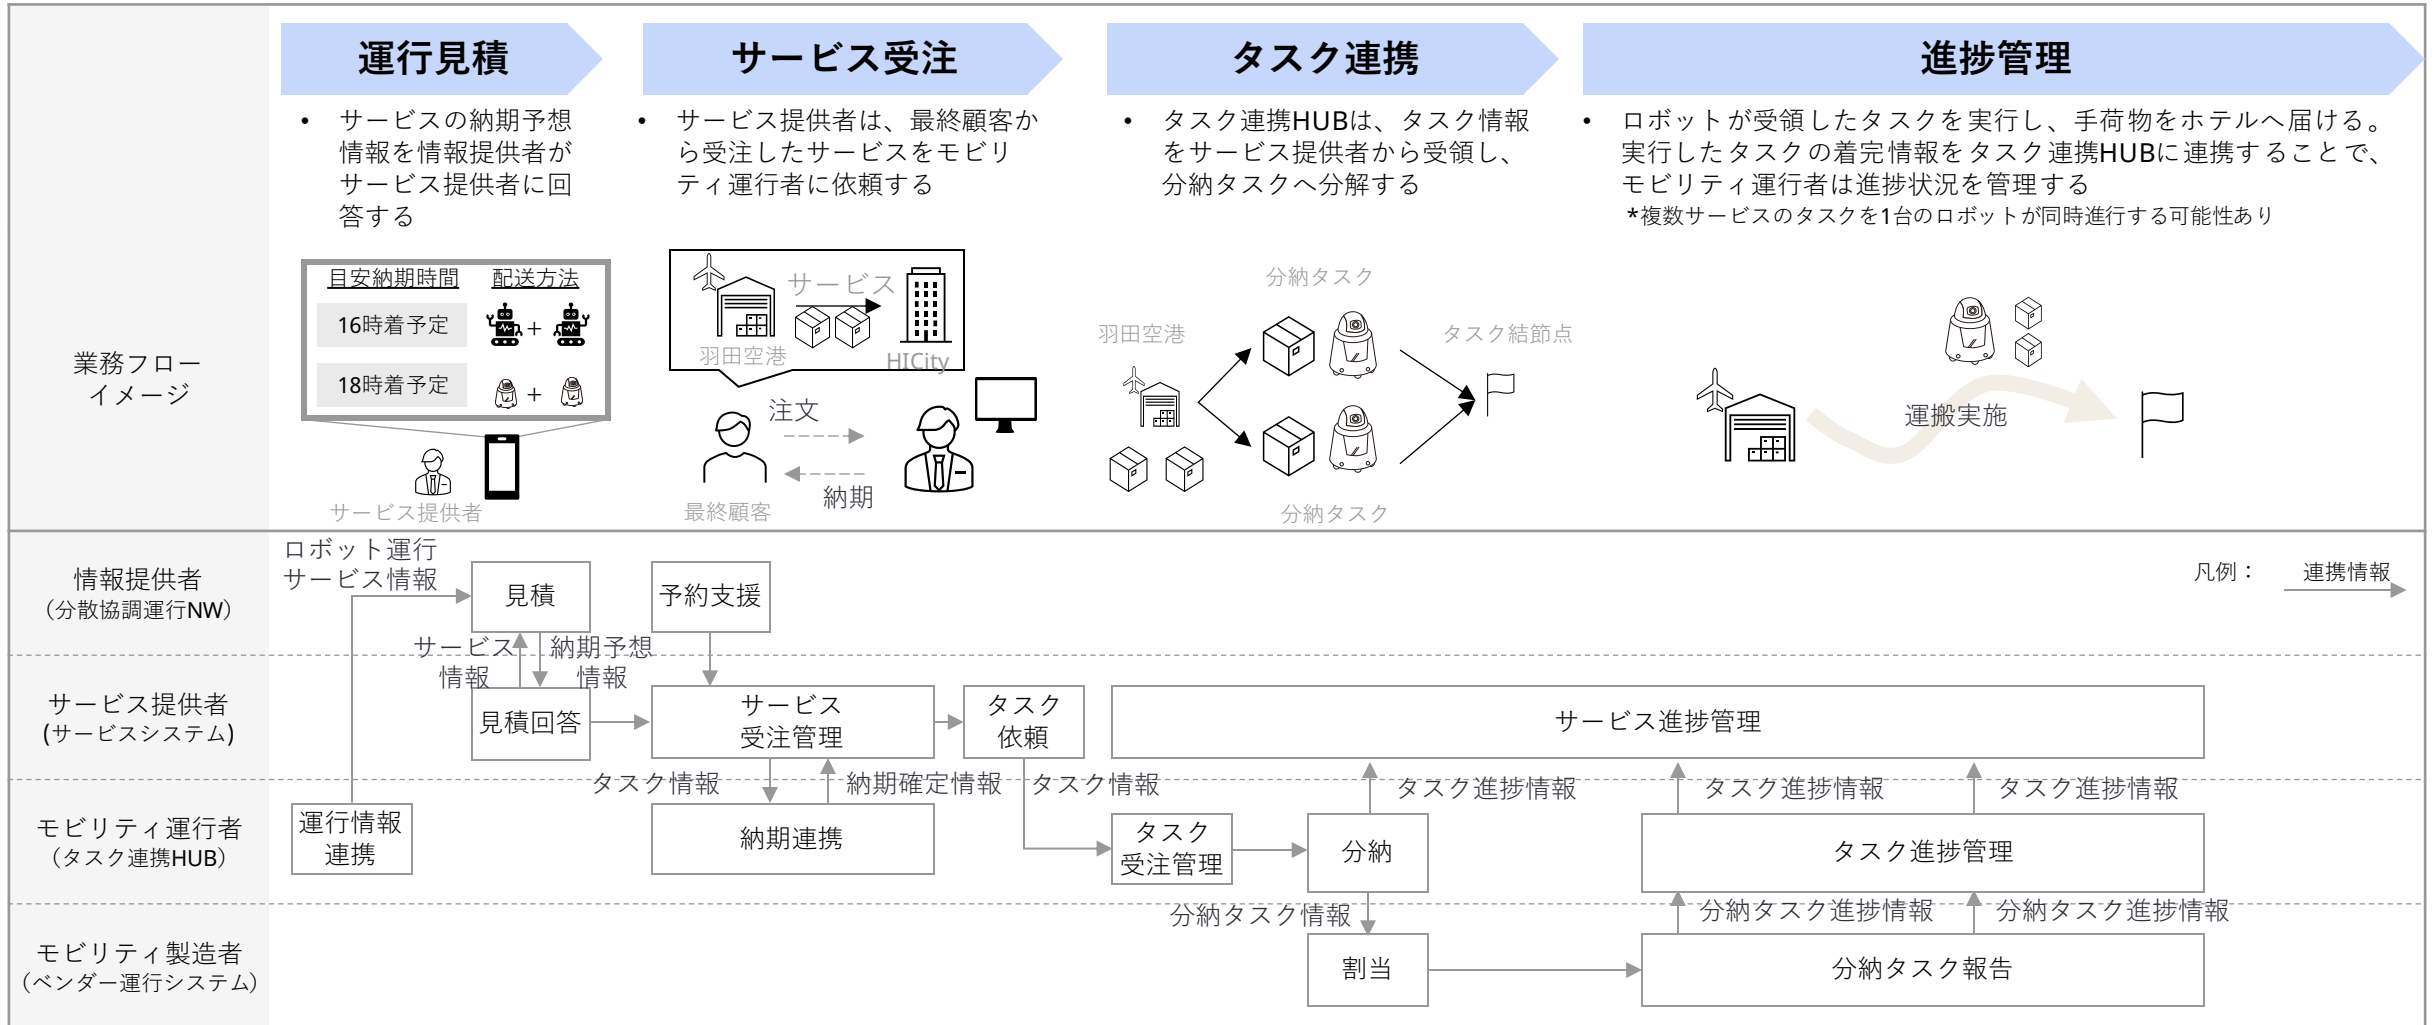 運行見積
サービス受注
タスク連携
進捗管理
業務フロー
イメージ
• サービスの納期予想
情報を情報提供者が
サービス提供者に回
答する
• サービス提供者は、最終顧客か
ら受注したサービスをモビリ
ティ運行者に依頼する
• タスク連携HUBは、タスク情報
をサービス提供者から受領し、
分納タスクへ分解する
• ロボットが受領したタスクを実行し、手荷物をホテルへ届ける。
実行したタスクの着完情報をタスク連携HUBに連携することで、
モビリティ運行者は進捗状況を管理する
*複数サービスのタスクを1台のロボットが同時進行する可能性あり
目安納期時間 配送方法
16時着予定 +
18時着予定 +
サービス提供者
サービス
羽田空港
HICity
注文
納期
最終顧客
分納タスク
羽田空港
タスク結節点
分納タスク
運搬実施
情報提供者
（分散協調運行NW）
ロボット運行
サービス情報
見積
予約支援
凡例： 連携情報
サービス
情報
納期予想
情報
サービス提供者
(サービスシステム)
見積回答
サービス
受注管理
タスク
依頼
サービス進捗管理
タスク情報
納期確定情報
タスク情報
タスク進捗情報
タスク進捗情報
タスク進捗情報
モビリティ運行者
（タスク連携HUB）
運行情報
連携
納期連携
タスク
受注管理
分納
タスク進捗管理
分納タスク情報
分納タスク進捗情報
分納タスク進捗情報
モビリティ製造者
（ベンダー運行システム）
割当
分納タスク報告